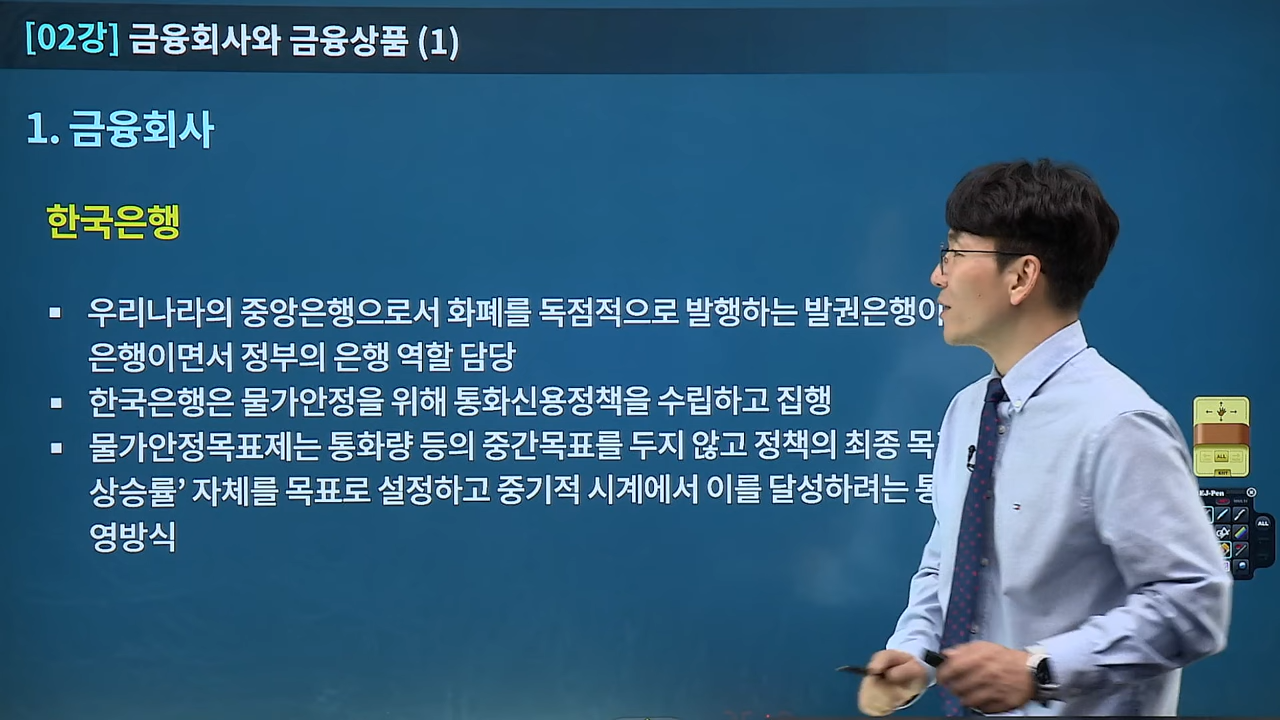 [02강] 금융회사와 금융상품 (1)
1. 금융회사
한국은행
▪ 우리나라의 중앙은행으로서 화폐를 독점적으로 발행하는 발권은행이
은행이면서 정부의 은행 역할 담당
▪ 한국은행은 물가안정을 위해 통화신용정책을 수립하고 집행
▪ 물가안정목표제는 통화량 등의 중간목표를 두지 않고 정책의 최종
상승률’ 자체를 목표로 설정하고 중기적 시계에서 이를 달성하려는
영방식
EJ-Pen
ALL
ALL